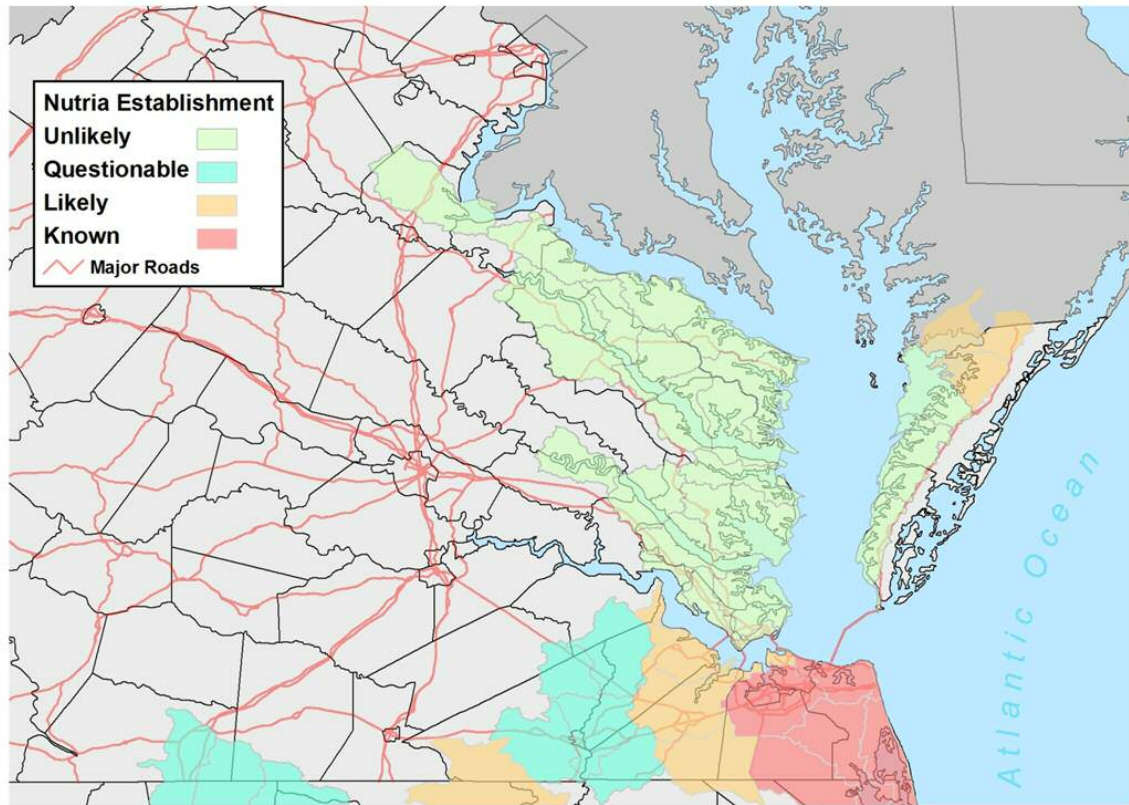 Nutria Establishment
Unlikely
Questionable
Likely
Known
Major Roads
Atlantic Ocean